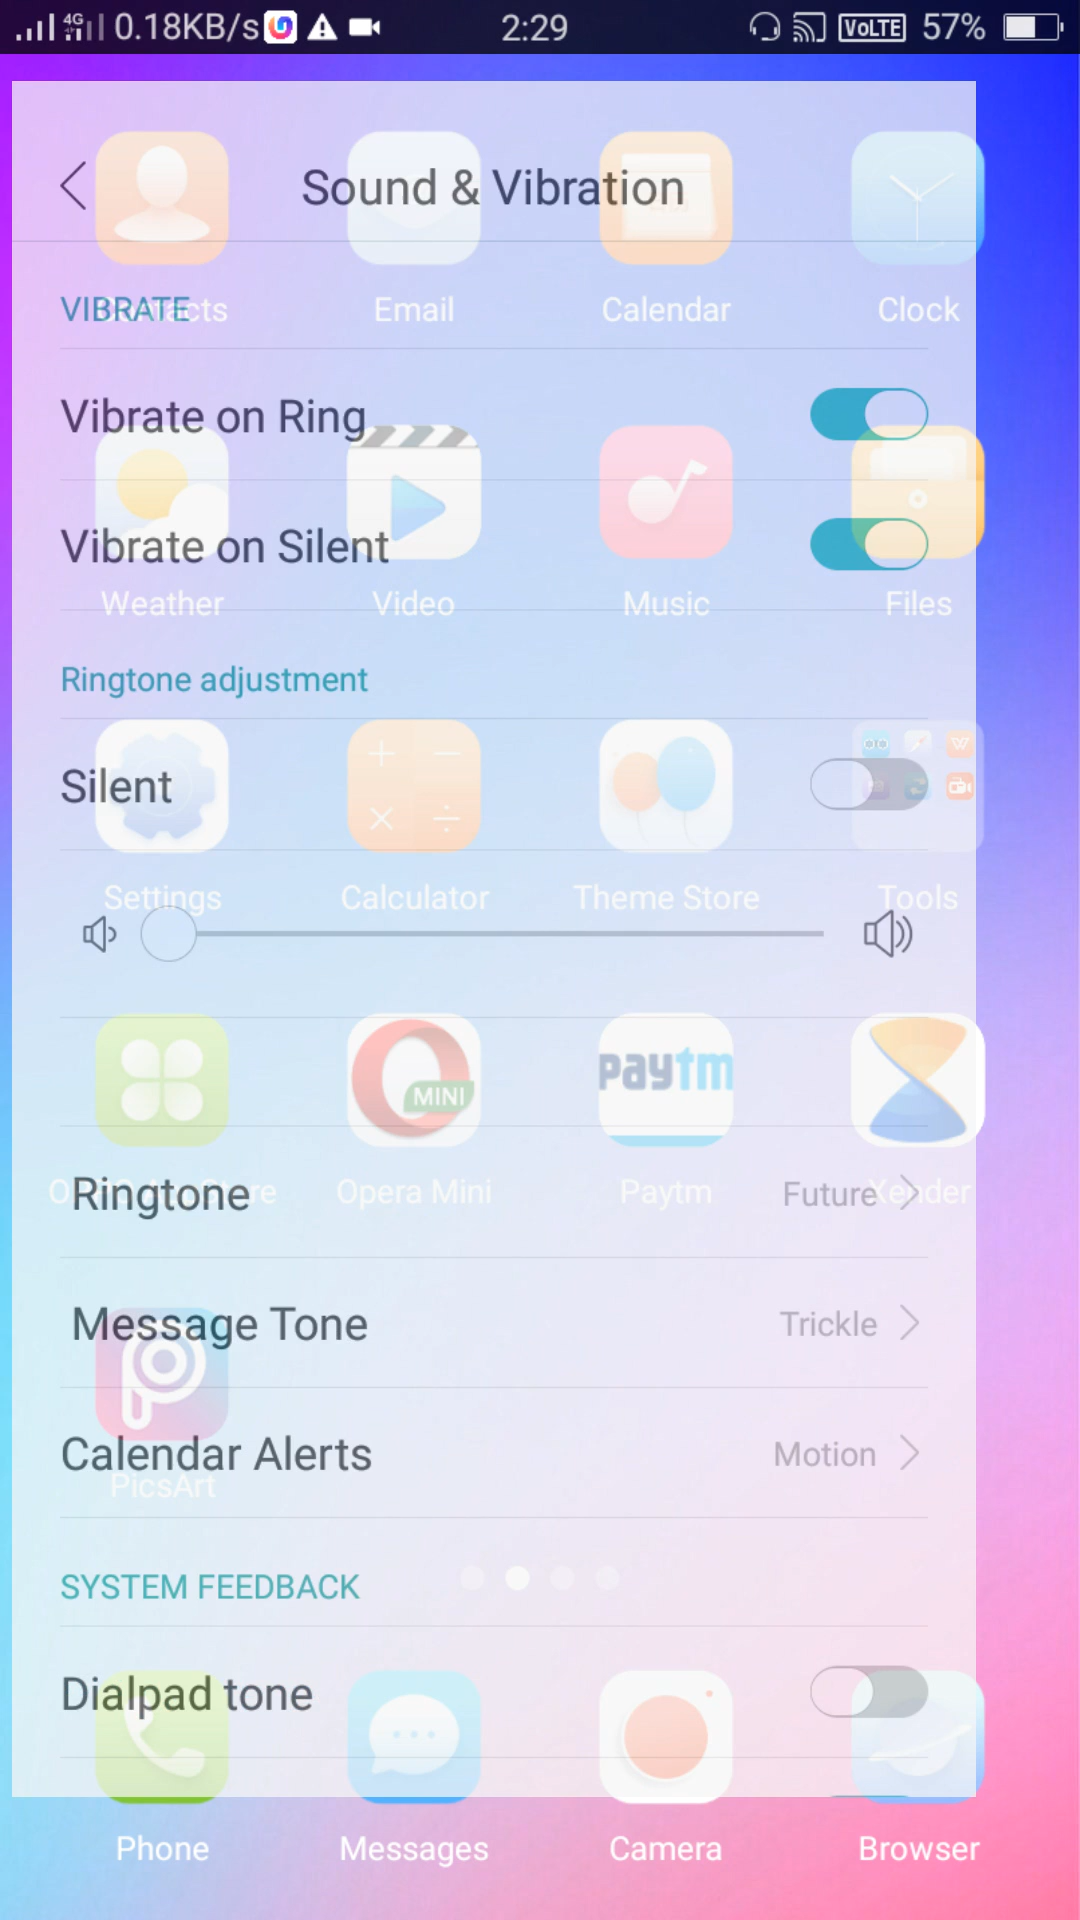 4G 0.18KB/s 2:29 VoLTE 57%
Sound & Vibration
VIBRATE
Contacts Email Calendar Clock
Vibrate on Ring
Vibrate on Silent
Weather Video Music Files
Ringtone adjustment
Silent
Settings Calculator Theme Store Tools
paytm
MINI
Ringtone Future
Opera Mini Paytm Xender
Message Tone Trickle
Calendar Alerts Motion
PicsArt
SYSTEM FEEDBACK
Dialpad tone
Phone Messages Camera Browser